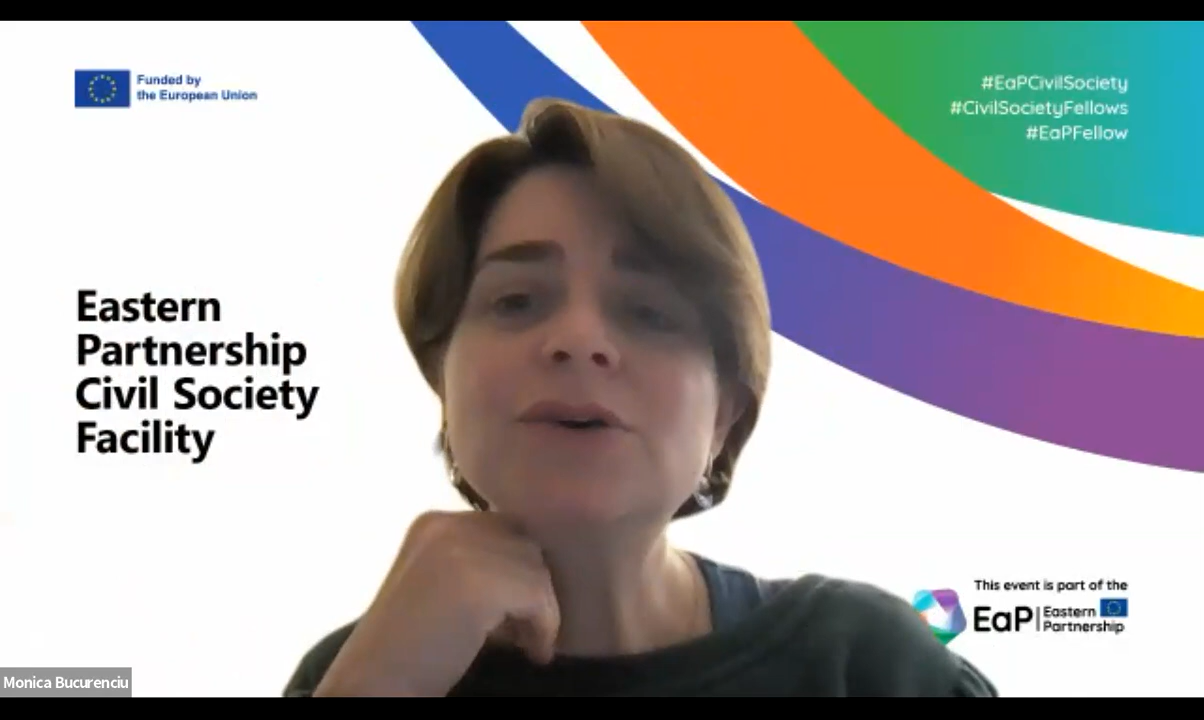 Funded by
the European Union
#EaPCivilSociety
#CivilSocietyFellows
#EaPFellow
Eastern
Partnership
Civil Society
Facility
This event is part of the
EaP
Eastern
Partnership
Monica Bucurenciu